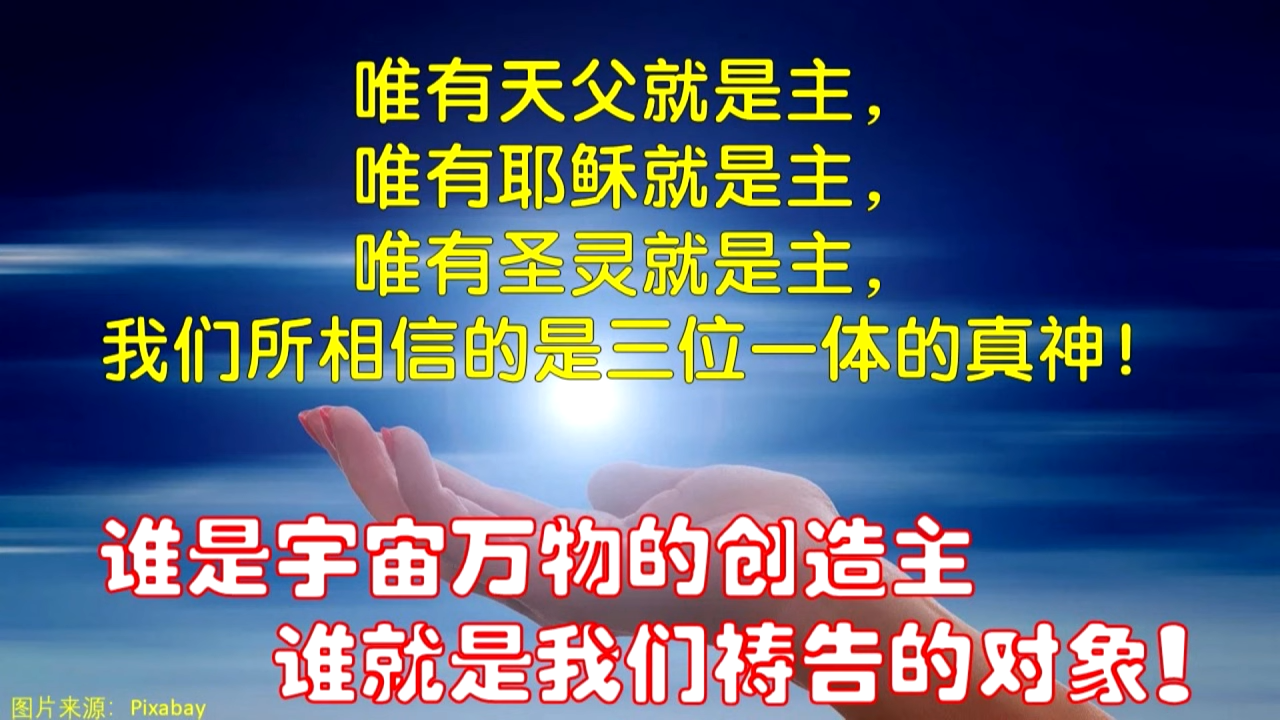 唯有天父就是主，
唯有耶稣就是主，
唯有圣灵就是主，
我们所相信的是三位一体的真神！
谁是宇宙万物的创造主
谁就是我们祷告的对象！
图片来源：Pixabay